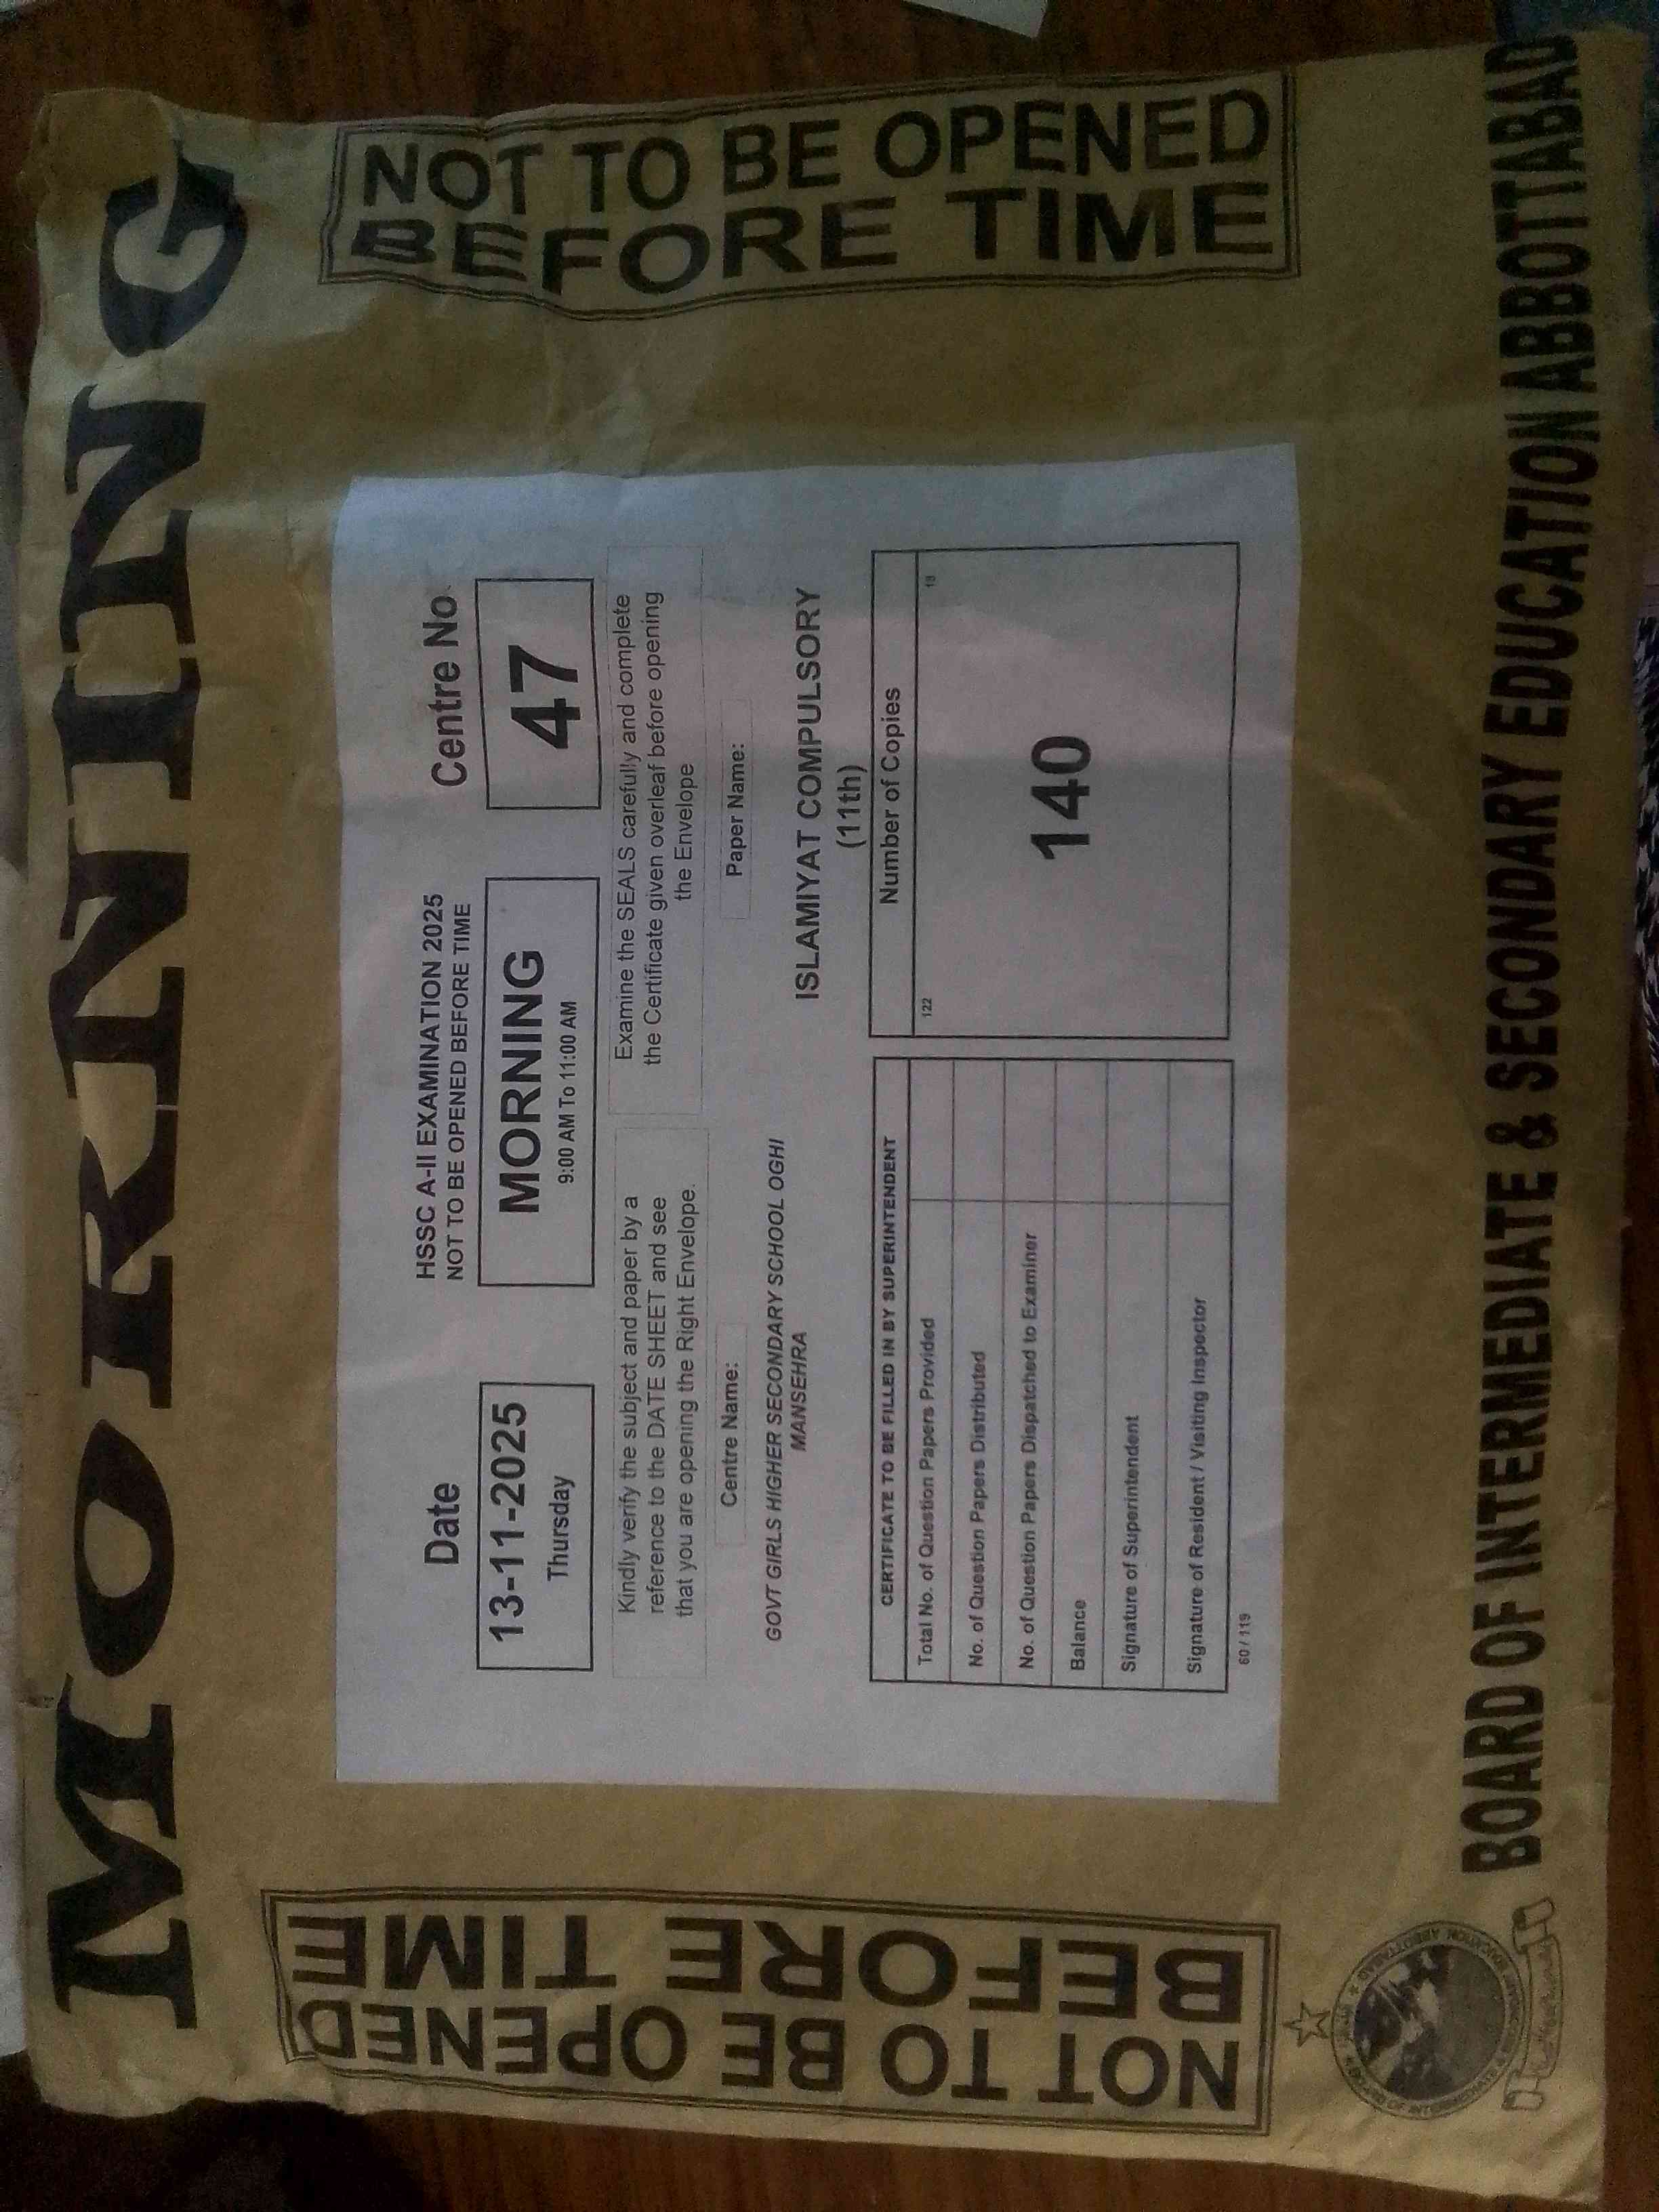 MORNING
NOT TO BE OPENED
BEFORE TIME
HSSC A-II EXAMINATION 2025
NOT TO BE OPENED BEFORE TIME
Date
13-11-2025
Thursday
MORNING
9:00 AM To 11:00 AM
Centre No
47
Kindly verify the subject and paper by a
reference to the DATE SHEET and see
that you are opening the Right Envelope.
Examine the SEALS carefully and complete
the Certificate given overleaf before opening
the Envelope
Centre Name:
GOVT GIRLS HIGHER SECONDARY SCHOOL OGHI
MANSEHRA
Paper Name:
ISLAMIYAT COMPULSORY
(11th)
CERTIFICATE TO BE FILLED IN BY SUPERINTENDENT
Total No. of Question Papers Provided
No. of Question Papers Distributed
No. of Question Papers Dispatched to Examiner
Balance
Signature of Superintendent
Signature of Resident / Visiting Inspector
60 / 119
Number of Copies
122
19
140
NOT TO BE OPENED
BEFORE TIME
BOARD OF INTERMEDIATE & SECONDARY EDUCATION ABBOTTABAD